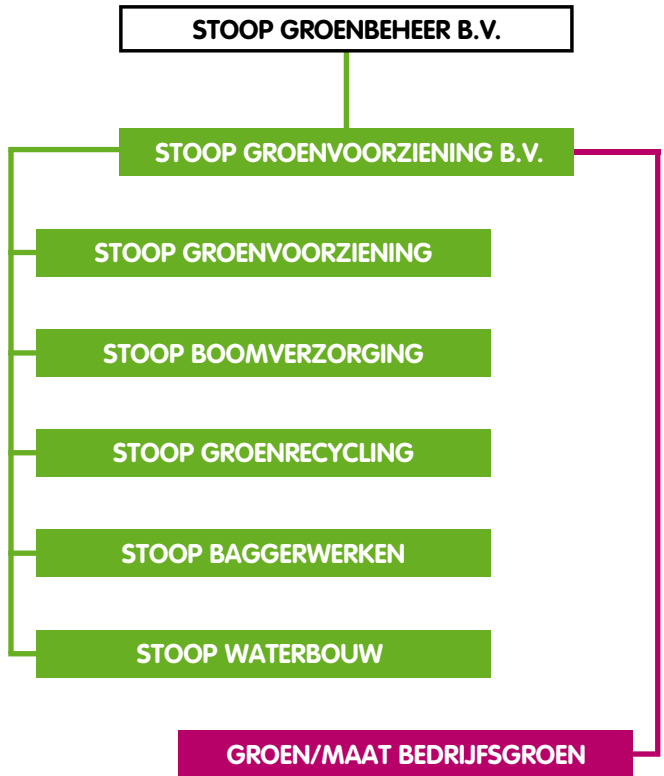 STOOP GROENBEHEER B.V.
STOOP GROENVOORZIENING B.V.
STOOP GROENVOORZIENING
STOOP BOOMVERZORGING
STOOP GROENRECYCLING
STOOP BAGGERWERKEN
STOOP WATERBOUW
GROEN/MAAT BEDRIJFSGROEN